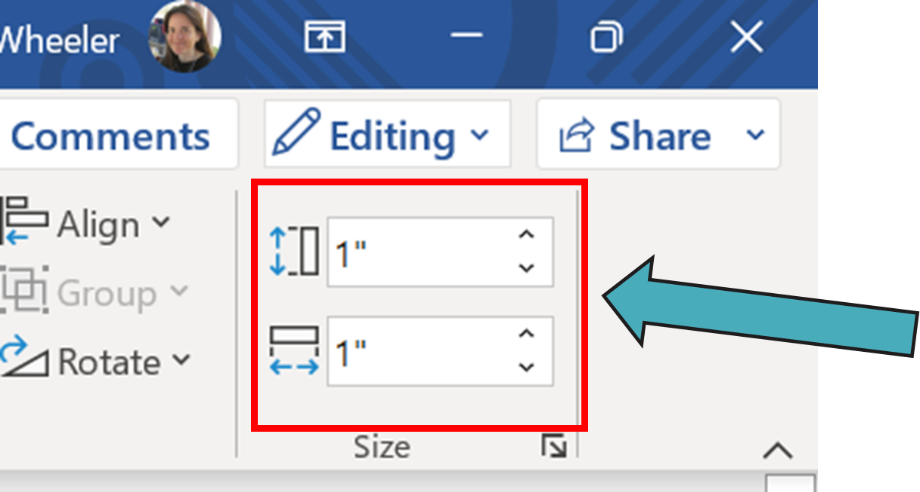 Wheeler
Comments
Editing
Share
Align
1"
Group
1"
Rotate
Size